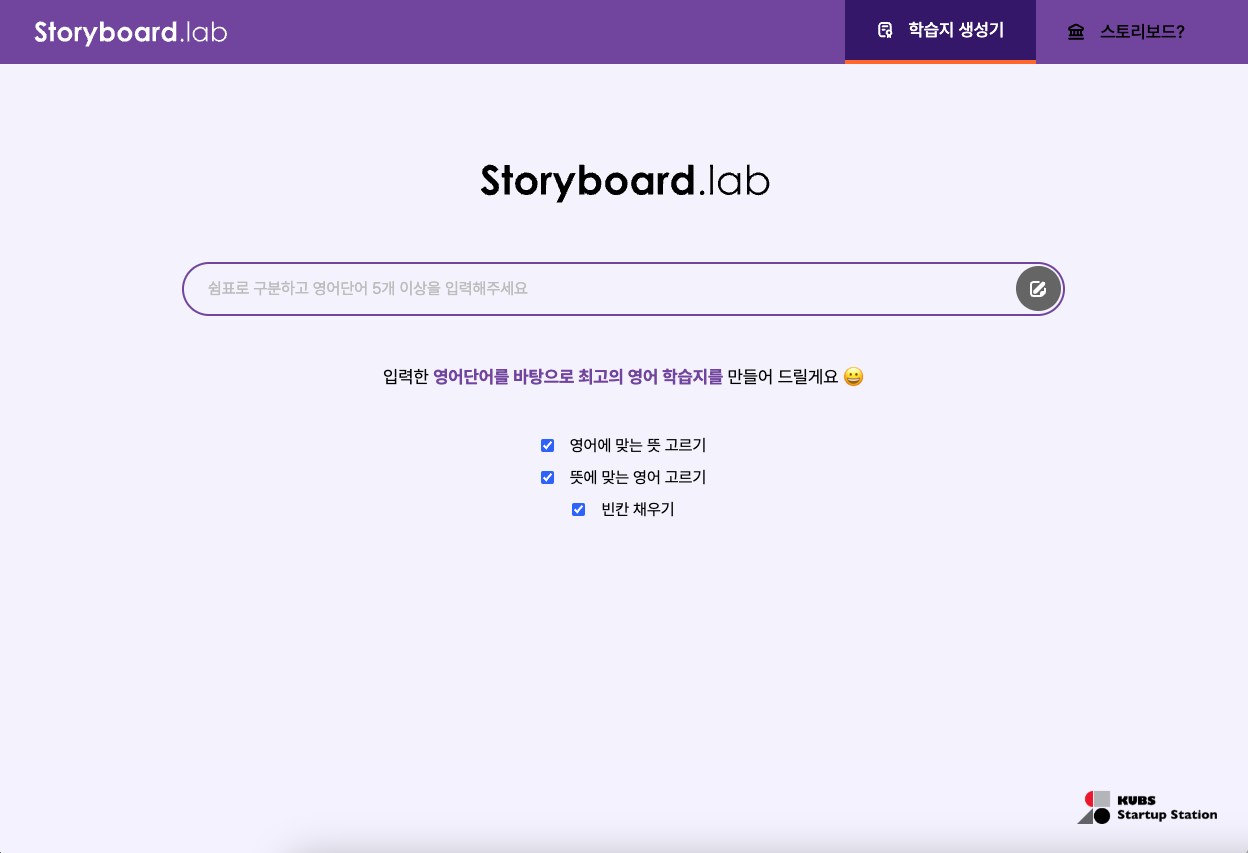 Storyboard.lab
학습지 생성기
스토리보드?
Storyboard.lab
쉼표로 구분하고 영어단어 5개 이상을 입력해주세요
입력한 영어단어를 바탕으로 최고의 영어 학습지를 만들어 드릴게요 😀
영어에 맞는 뜻 고르기
뜻에 맞는 영어 고르기
빈칸 채우기
KUBS
Startup Station